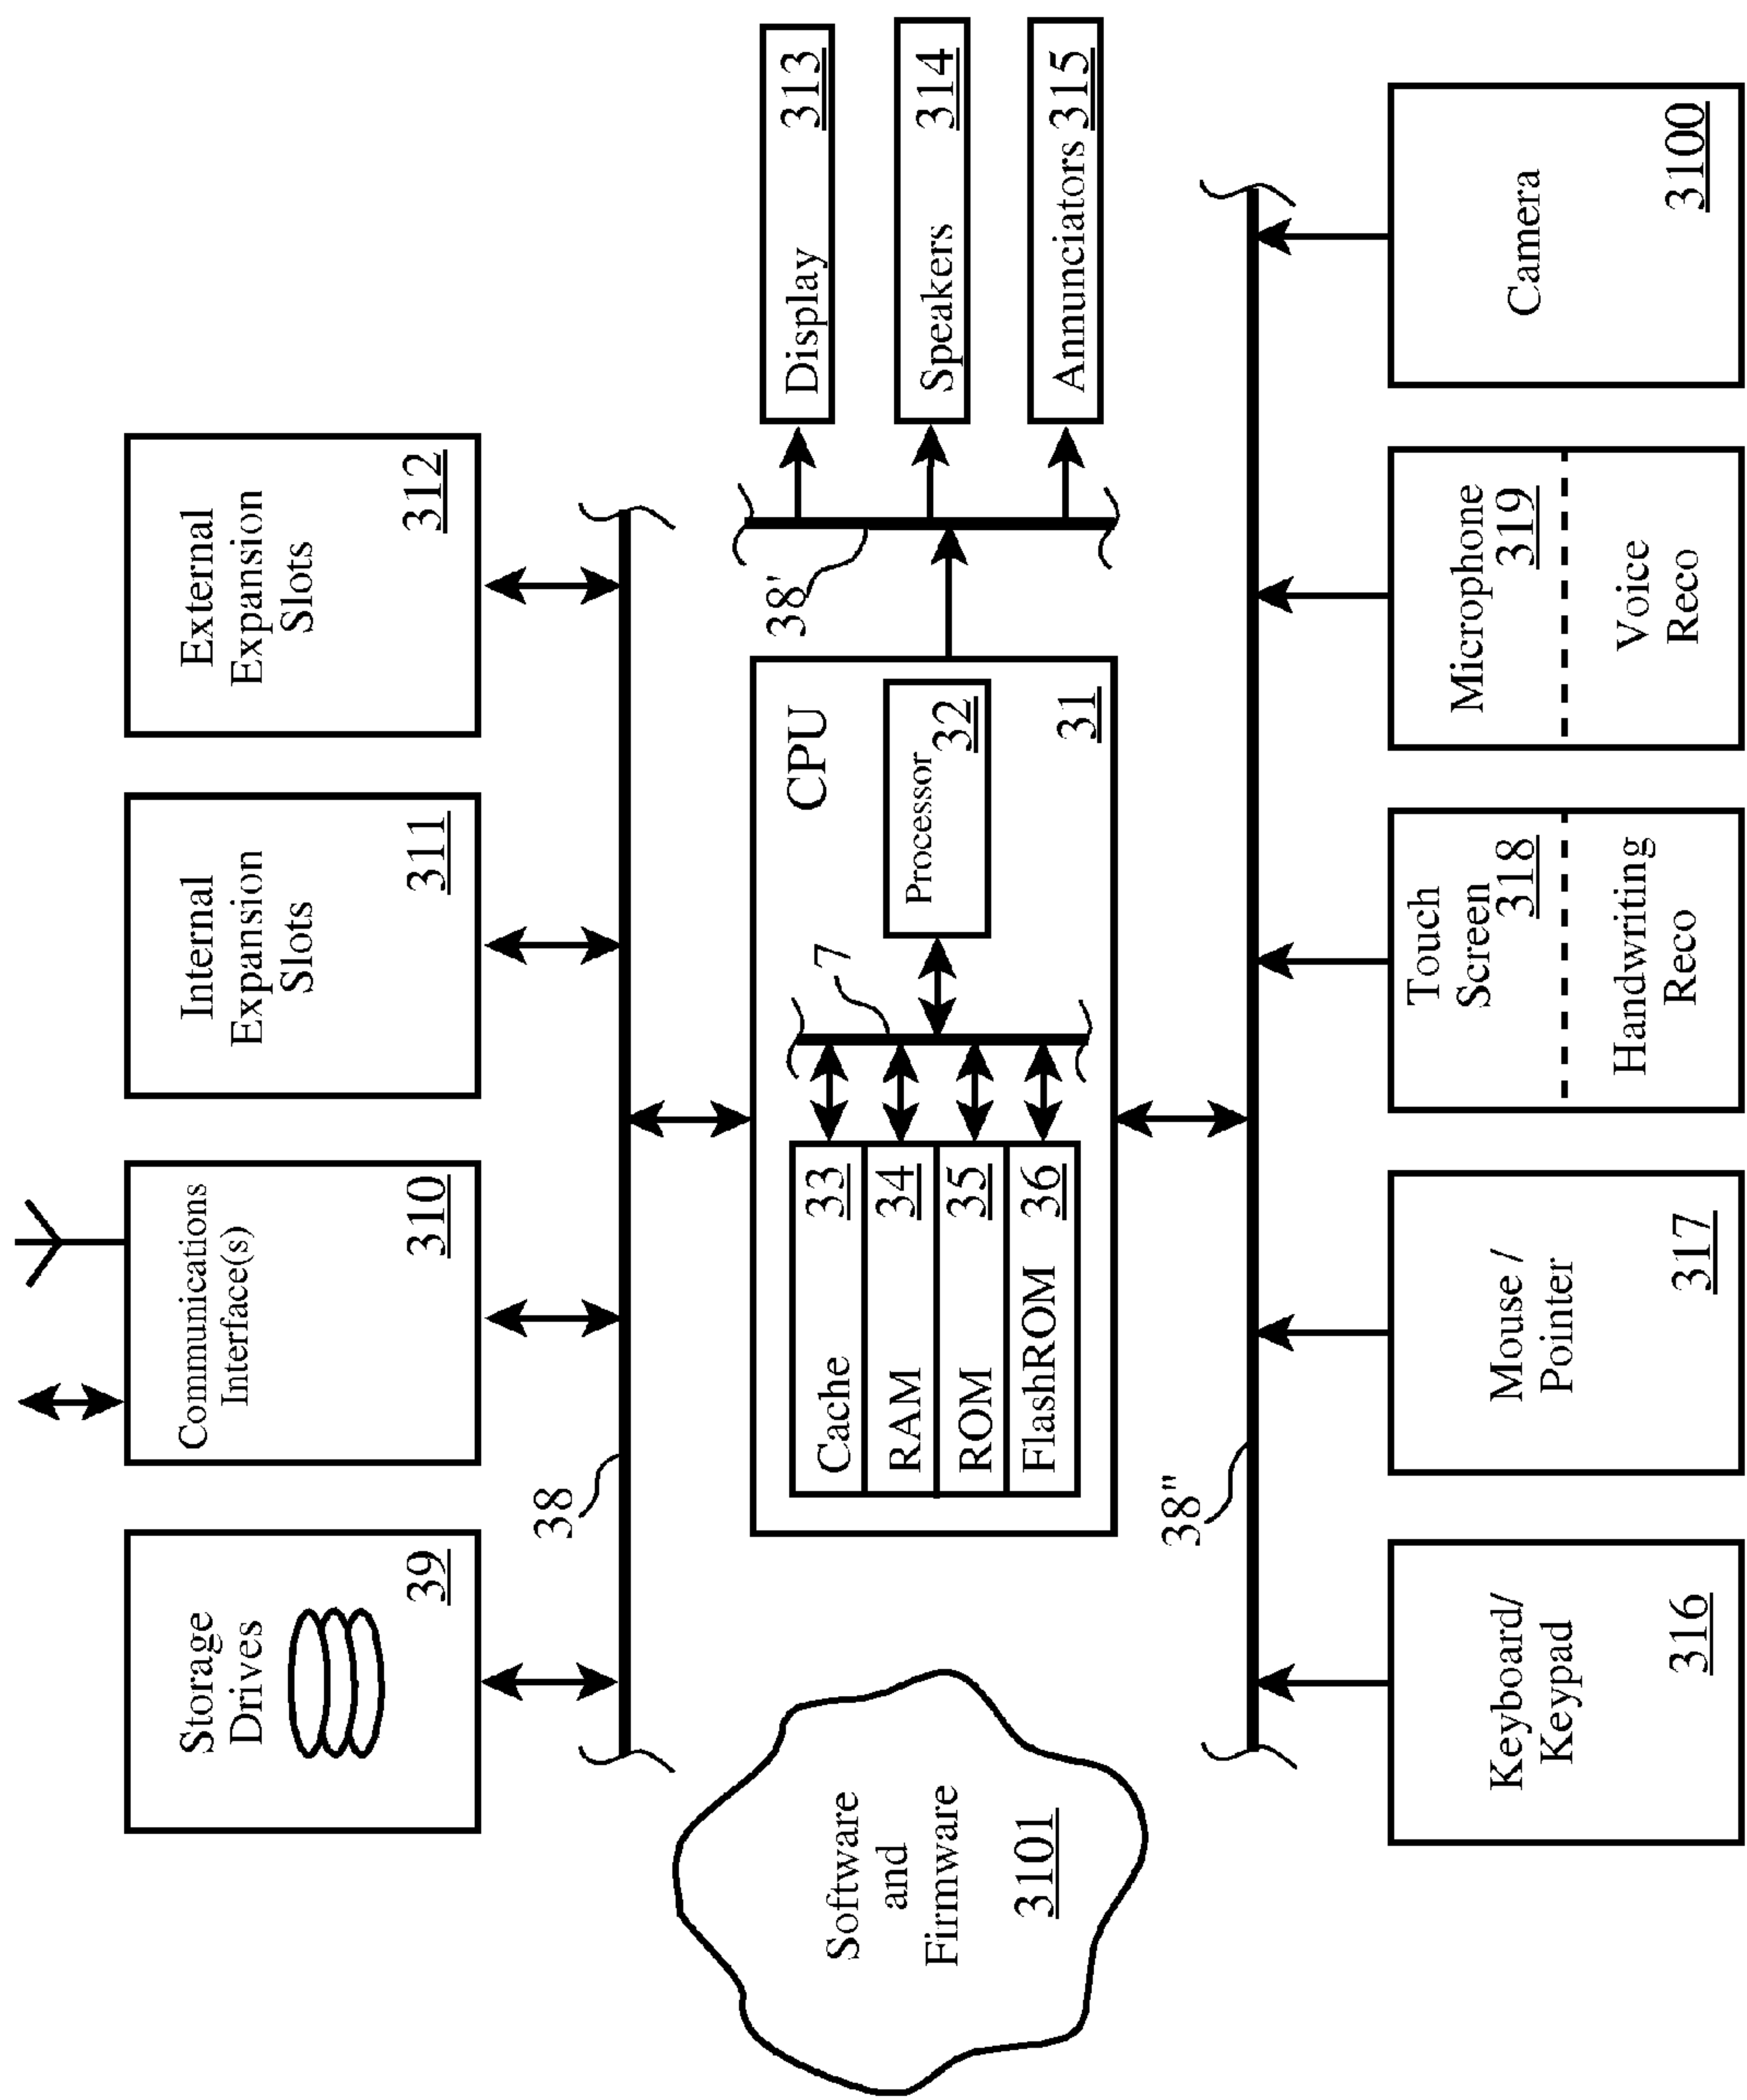 Storage
Drives
39
Communications
Interface(s)
310
Internal
Expansion
Slots
311
External
Expansion
Slots
312
38
CPU
Cache 33
RAM 34
ROM 35
FlashROM 36
7
Processor
32
31
38'
Display 313
Speakers 314
Annunciators 315
Software
and
Firmware
3101
38"
Keyboard/
Keypad
316
Mouse /
Pointer
317
Touch
Screen
318
Handwriting
Reco
Microphone
319
Voice
Reco
Camera
3100